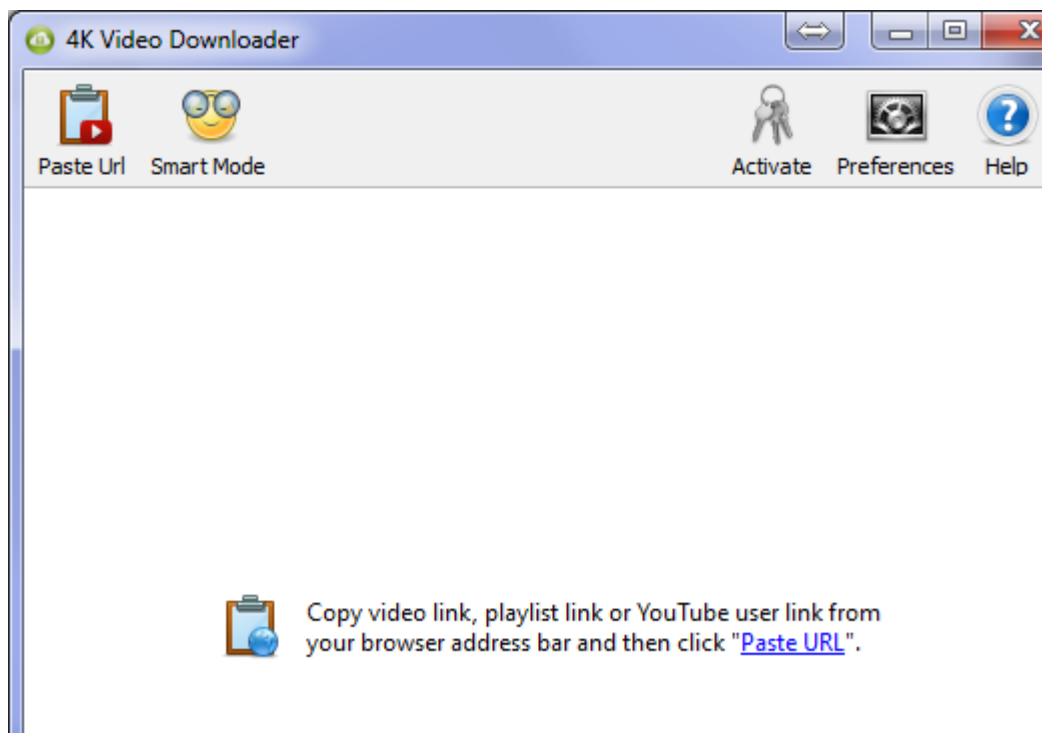 4K Video Downloader
Paste Url Smart Mode Activate Preferences Help
Copy video link, playlist link or YouTube user link from
your browser address bar and then click "Paste URL".